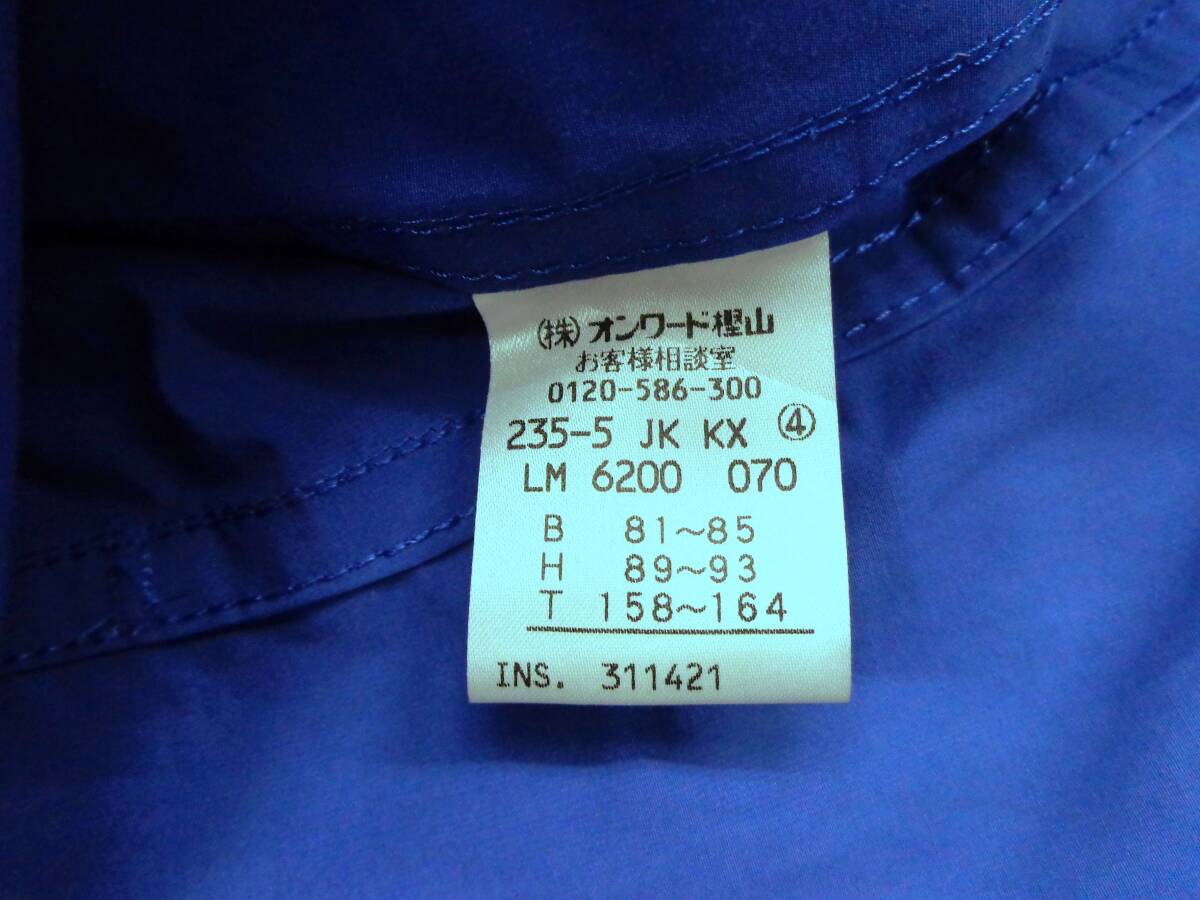 (株)オンワード樫山
お客様相談室
0120-586-300
235-5 JK KX ④
LM 6200 070
B 81~85
H 89~93
T 158~164
INS. 311421